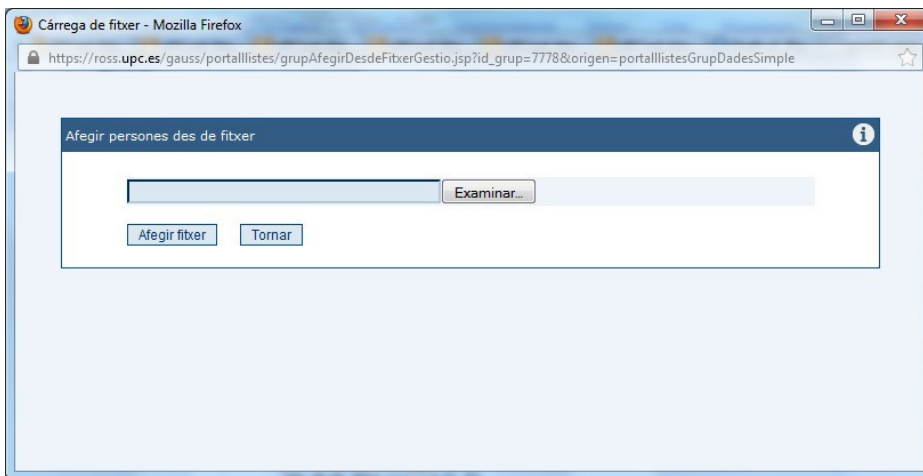 Cárrega de fitxer - Mozilla Firefox
https://ross.upc.es/gauss/portalllistes/grupAfegirDesdeFitxerGestio.jsp?id_grup=7778&origen=portalllistesGrupDadesSimple
Afegir persones des de fitxer
Examinar...
Afegir fitxer Tornar